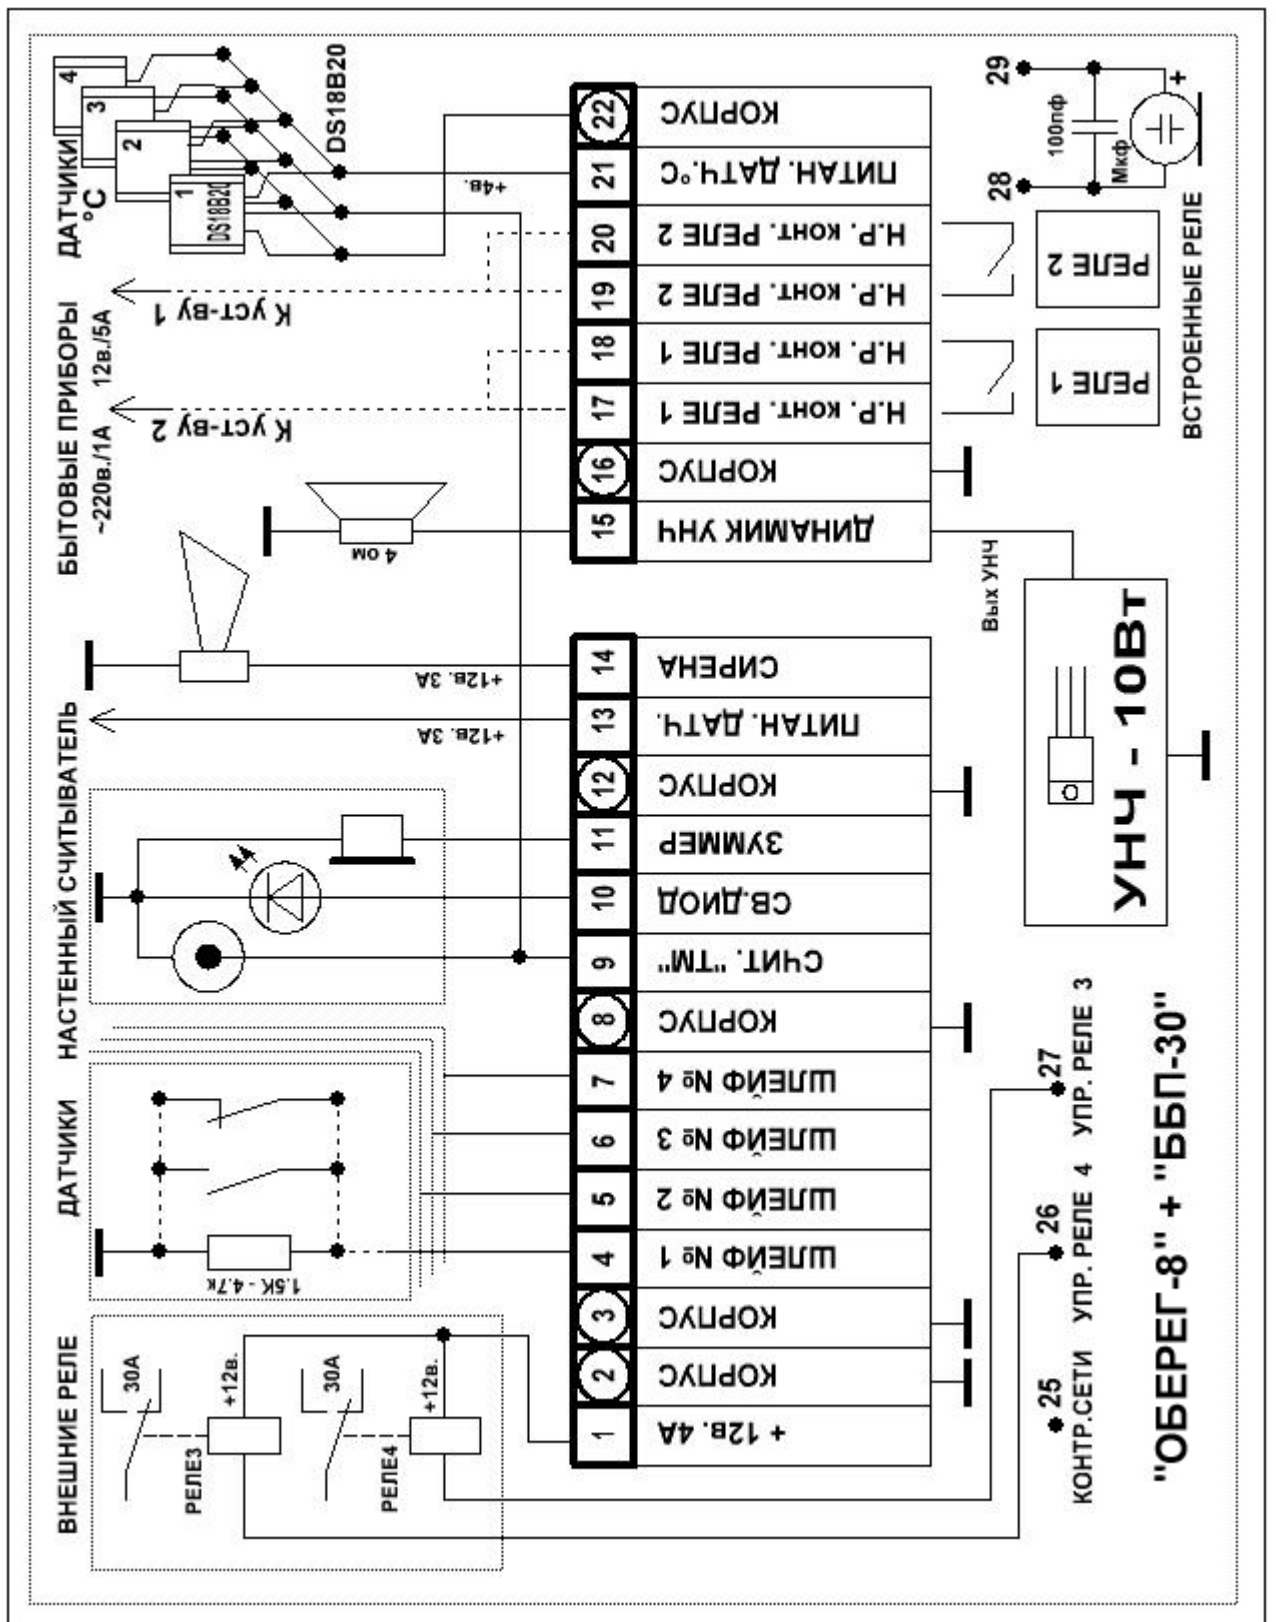 ВНЕШНИЕ РЕЛЕ
ДАТЧИКИ
НАСТЕННЫЙ СЧИТЫВАТЕЛЬ
БЫТОВЫЕ ПРИБОРЫ
~220в./1А
12в./5А
ДАТЧИКИ
°С
30А
+12в.
РЕЛЕ3
30А
+12в.
РЕЛЕ4
1.5К - 4.7к
+12в. 3А
+12в. 3А
4 ом
К уст-ву 2
К уст-ву 1
1
DS18B20
2
3
4
DS18B20
+4в.
1
+ 12в. 4А
2
КОРПУС
3
КОРПУС
4
ШЛЕЙФ № 1
5
ШЛЕЙФ № 2
6
ШЛЕЙФ № 3
7
ШЛЕЙФ № 4
8
КОРПУС
9
СЧИТ. "ТМ"
10
СВ.ДИОД
11
ЗУММЕР
12
КОРПУС
13
ПИТАН. ДАТЧ.
14
СИРЕНА
15
ДИНАМИК УНЧ
16
КОРПУС
17
Н.Р. конт. РЕЛЕ 1
18
Н.Р. конт. РЕЛЕ 1
19
Н.Р. конт. РЕЛЕ 2
20
Н.Р. конт. РЕЛЕ 2
21
ПИТАН. ДАТЧ.°С
22
КОРПУС
25
КОНТР.СЕТИ
26
УПР. РЕЛЕ 4
27
УПР. РЕЛЕ 3
Вых УНЧ
УНЧ - 10Вт
РЕЛЕ 1
РЕЛЕ 2
ВСТРОЕННЫЕ РЕЛЕ
28
29
100пф
Мкф
+
"ОБЕРЕГ-8" + "ББП-30"